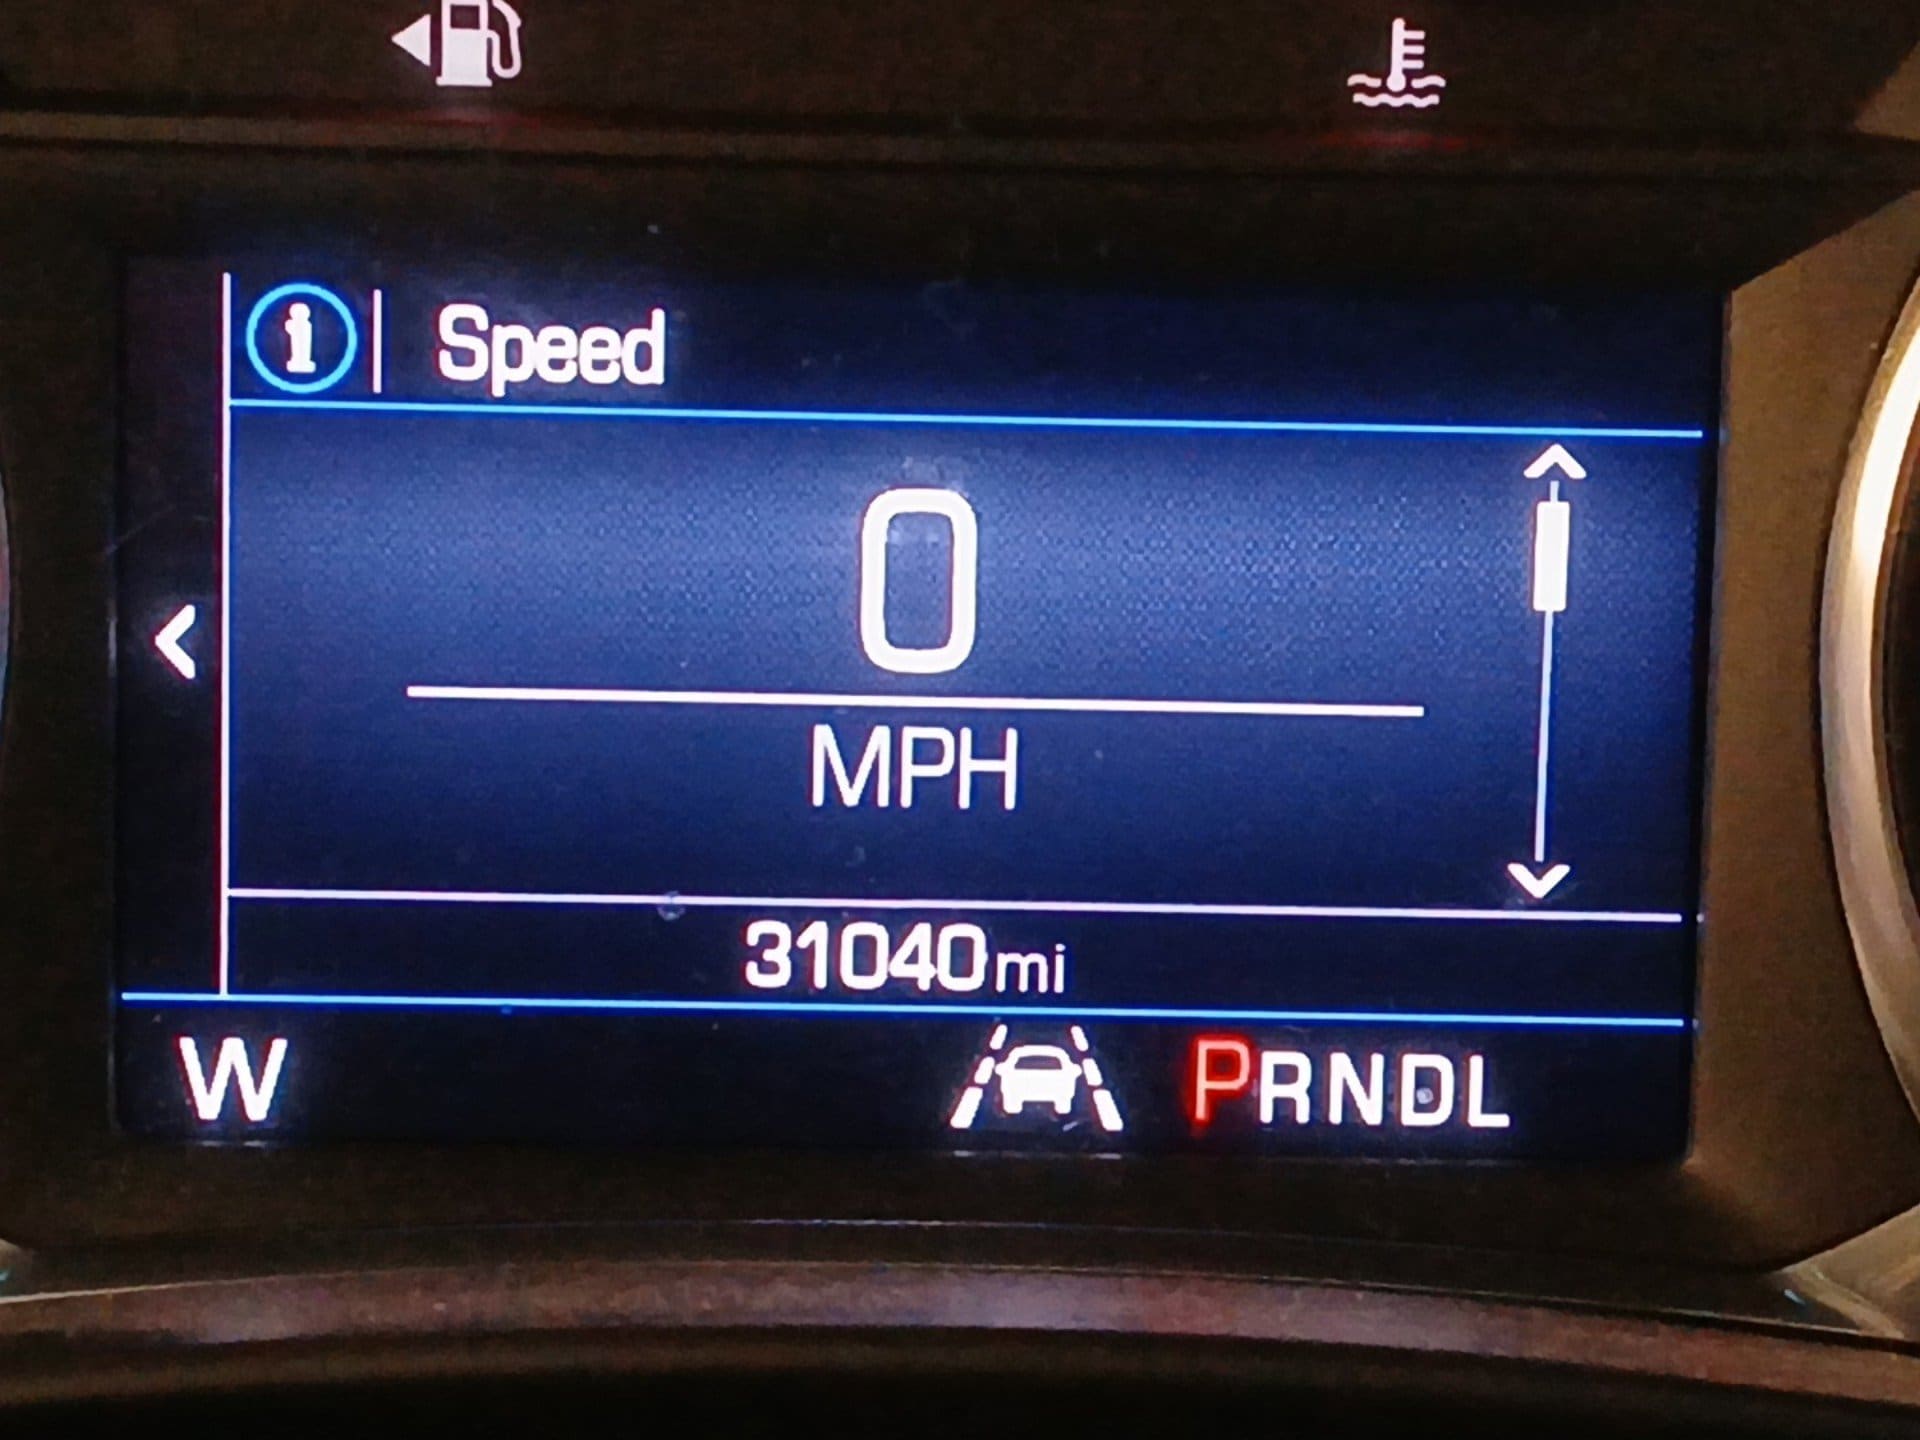 i Speed
0
MPH
31040mi
W PRNDL